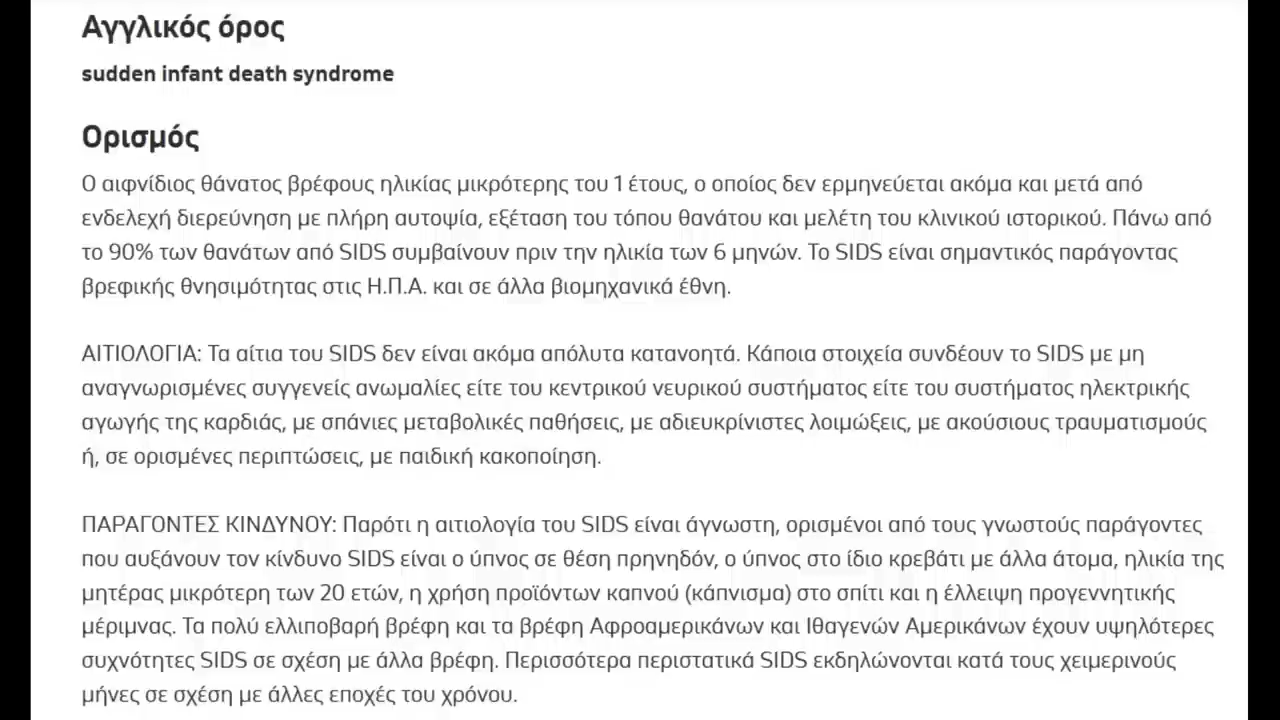 Αγγλικός όρος
sudden infant death syndrome
Ορισμός
Ο αιφνίδιος θάνατος βρέφους ηλικίας μικρότερης του 1 έτους, ο οποίος δεν ερμηνεύεται ακόμα και μετά από
ενδελεχή διερεύνηση με πλήρη αυτοψία, εξέταση του τόπου θανάτου και μελέτη του κλινικού ιστορικού. Πάνω από
το 90% των θανάτων από SIDS συμβαίνουν πριν την ηλικία των 6 μηνών. Το SIDS είναι σημαντικός παράγοντας
βρεφικής θνησιμότητας στις Η.Π.Α. και σε άλλα βιομηχανικά έθνη.
ΑΙΤΙΟΛΟΓΙΑ: Τα αίτια του SIDS δεν είναι ακόμα απόλυτα κατανοητά. Κάποια στοιχεία συνδέουν το SIDS με μη
αναγνωρισμένες συγγενείς ανωμαλίες είτε του κεντρικού νευρικού συστήματος είτε του συστήματος ηλεκτρικής
αγωγής της καρδιάς, με σπάνιες μεταβολικές παθήσεις, με αδιευκρίνιστες λοιμώξεις, με ακούσιους τραυματισμούς
ή, σε ορισμένες περιπτώσεις, με παιδική κακοποίηση.
ΠΑΡΑΓΟΝΤΕΣ ΚΙΝΔΥΝΟΥ: Παρότι η αιτιολογία του SIDS είναι άγνωστη, ορισμένοι από τους γνωστούς παράγοντες
που αυξάνουν τον κίνδυνο SIDS είναι ο ύπνος σε θέση πρηνηδόν, ο ύπνος στο ίδιο κρεβάτι με άλλα άτομα, ηλικία της
μητέρας μικρότερη των 20 ετών, η χρήση προϊόντων καπνού (κάπνισμα) στο σπίτι και η έλλειψη προγεννητικής
μέριμνας. Τα πολύ ελλιποβαρή βρέφη και τα βρέφη Αφροαμερικάνων και Ιθαγενών Αμερικάνων έχουν υψηλότερες
συχνότητες SIDS σε σχέση με άλλα βρέφη. Περισσότερα περιστατικά SIDS εκδηλώνονται κατά τους χειμερινούς
μήνες σε σχέση με άλλες εποχές του χρόνου.